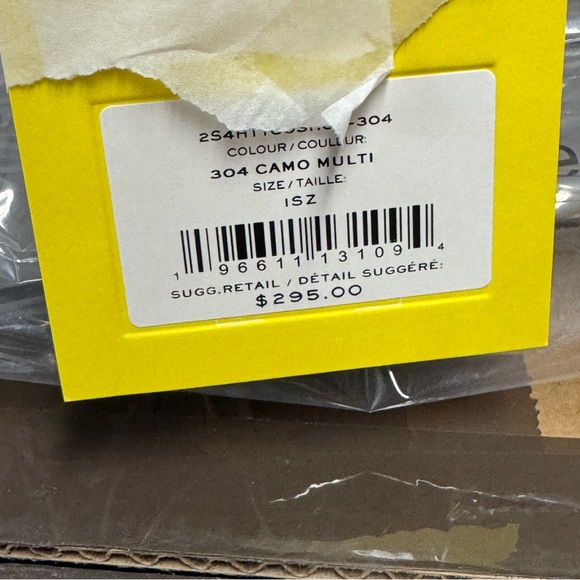 COLOUR / COULEUR:
304 CAMO MULTI
SIZE / TAILLE:
1SZ
1 96611 13109 4
SUGG.RETAIL / DÉTAIL SUGGÉRÉ:
$295.00